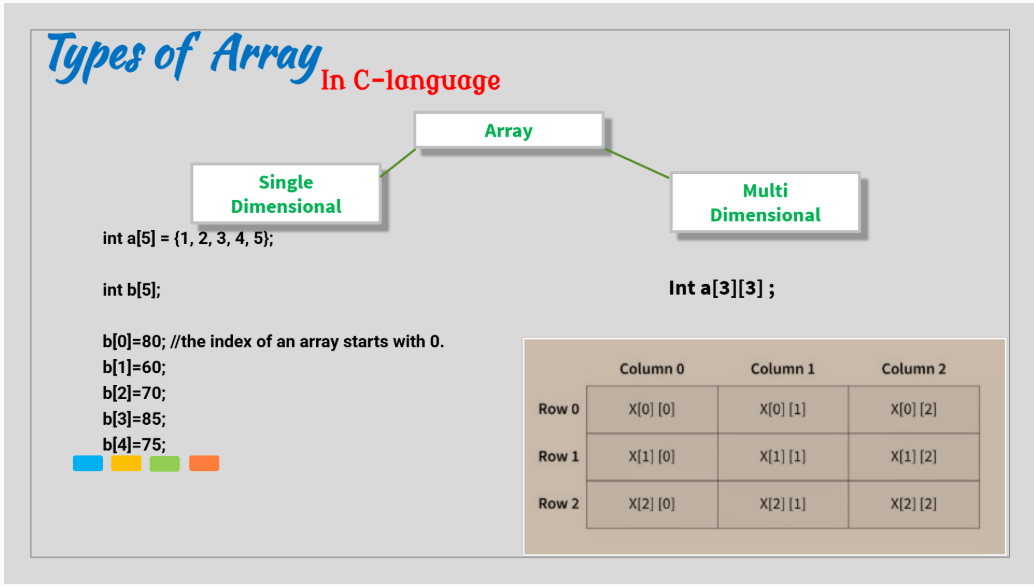 Types of Array
In C-language
Array
Single
Dimensional
Multi
Dimensional
int a[5] = {1, 2, 3, 4, 5};
int b[5];
b[0]=80; //the index of an array starts with 0.
b[1]=60;
b[2]=70;
b[3]=85;
b[4]=75;
Int a[3][3] ;
Column 0 Column 1 Column 2
Row 0 X[0] [0] X[0] [1] X[0] [2]
Row 1 X[1] [0] X[1] [1] X[1] [2]
Row 2 X[2] [0] X[2] [1] X[2] [2]